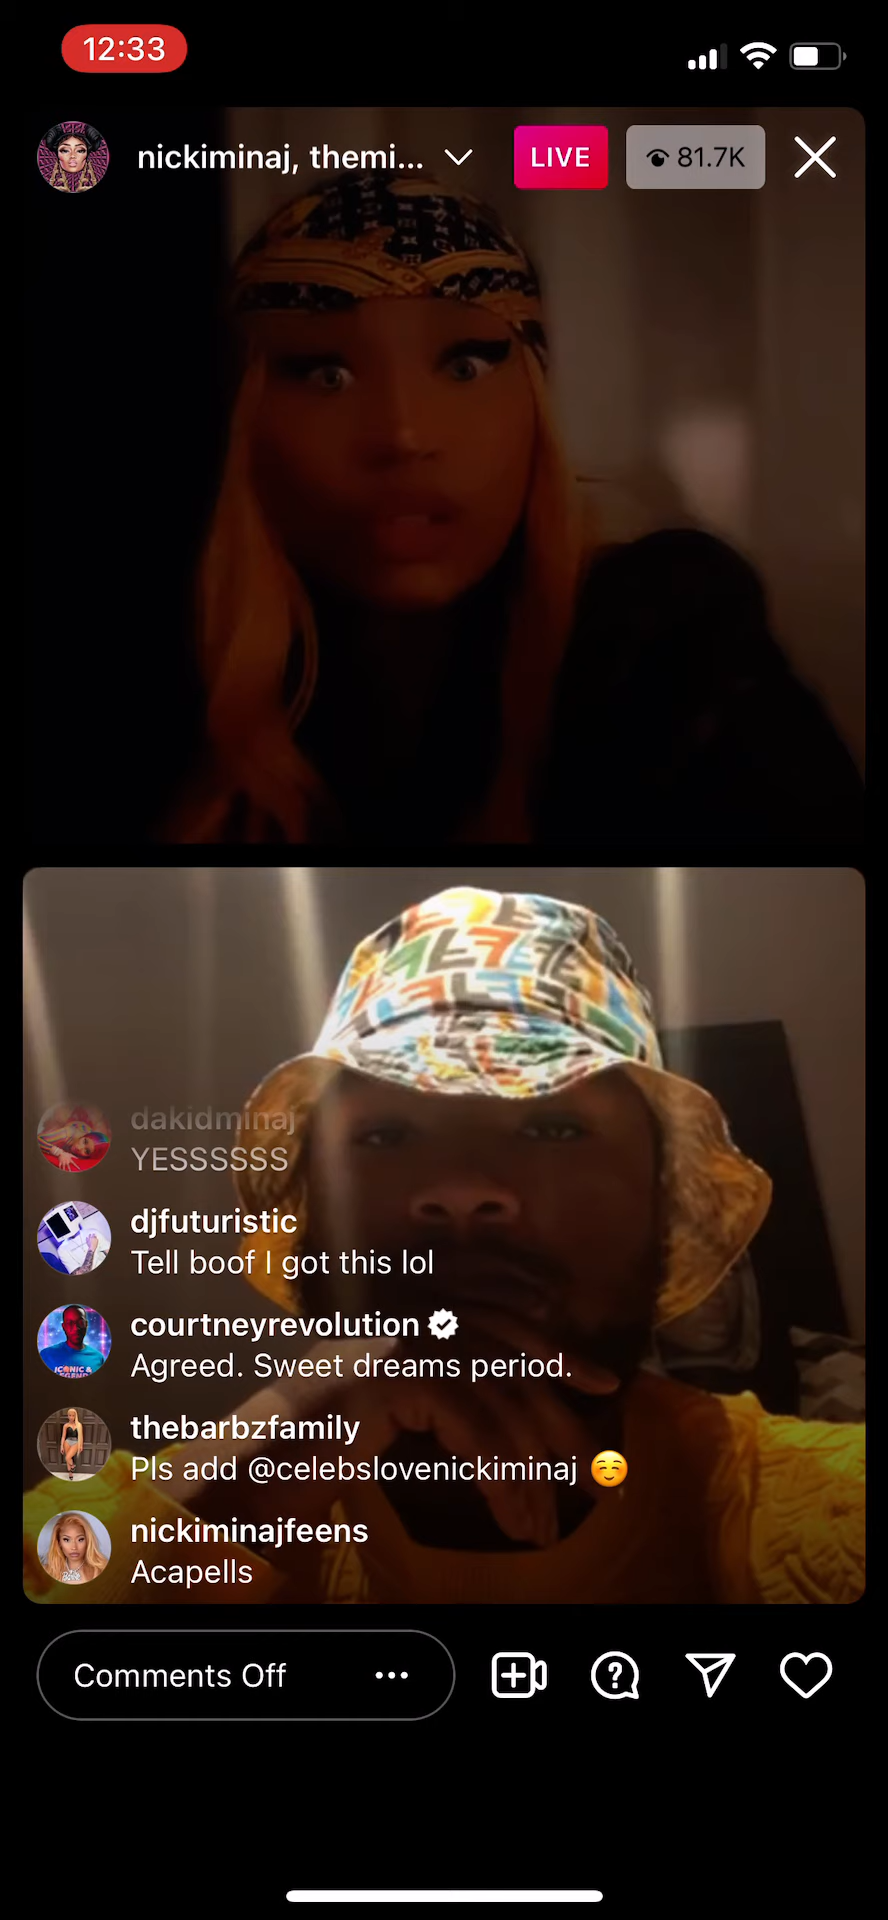 12:33
nickiminaj, themi...
LIVE
81.7K
dakidminaj
YESSSSSS
djfuturistic
Tell boof I got this lol
courtneyrevolution
Agreed. Sweet dreams period.
thebarbzfamily
Pls add @celebslovenickiminaj ☺️
nickiminajfeens
Acapells
Comments Off